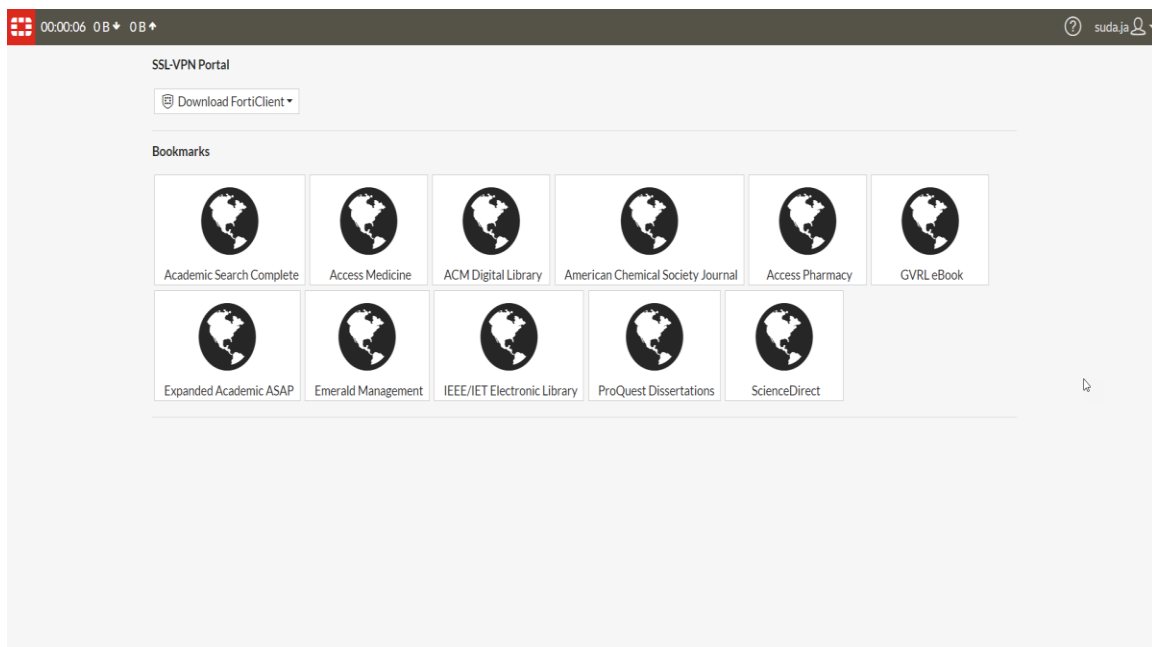 00:00:06 0 B 0 B suda.ja
SSL-VPN Portal
Download FortiClient
Bookmarks
Academic Search Complete Access Medicine ACM Digital Library American Chemical Society Journal Access Pharmacy GVRL eBook
Expanded Academic ASAP Emerald Management IEEE/IET Electronic Library ProQuest Dissertations ScienceDirect